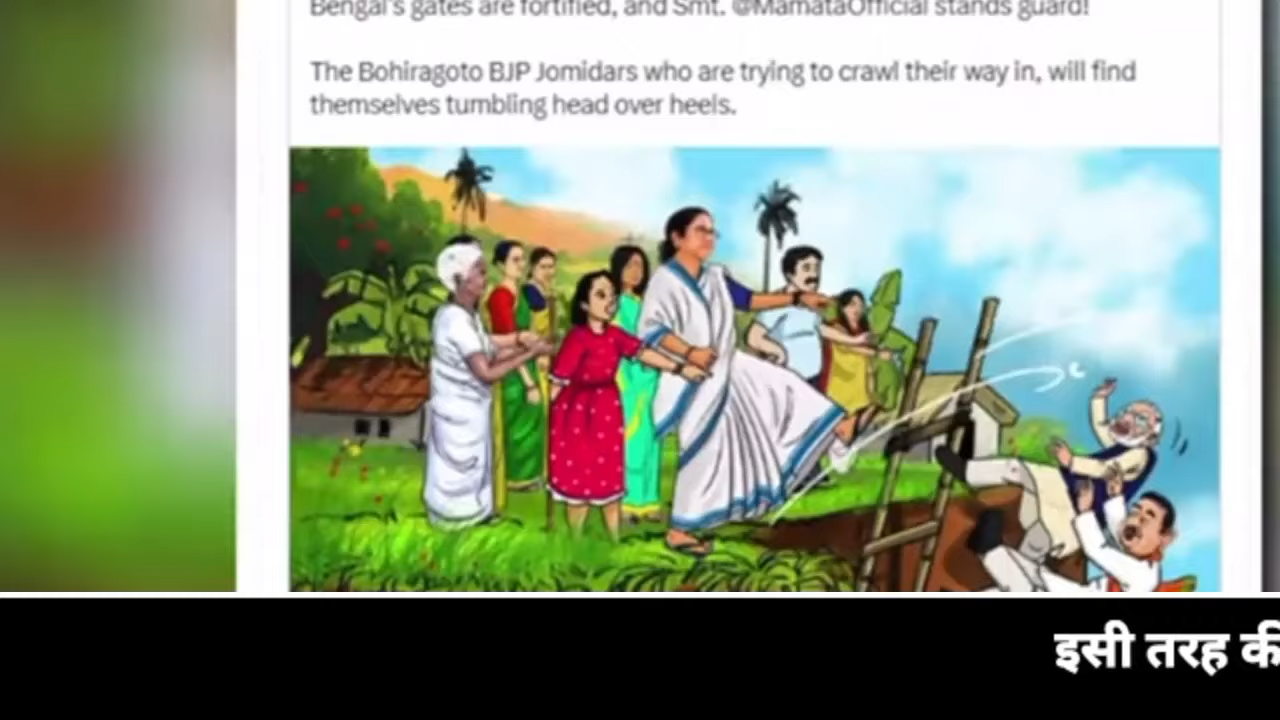 Bengal's gates are fortified, and Smt. @MamataOfficial stands guard!
The Bohiragoto BJP Jomidars who are trying to crawl their way in, will find
themselves tumbling head over heels.
इसी तरह की